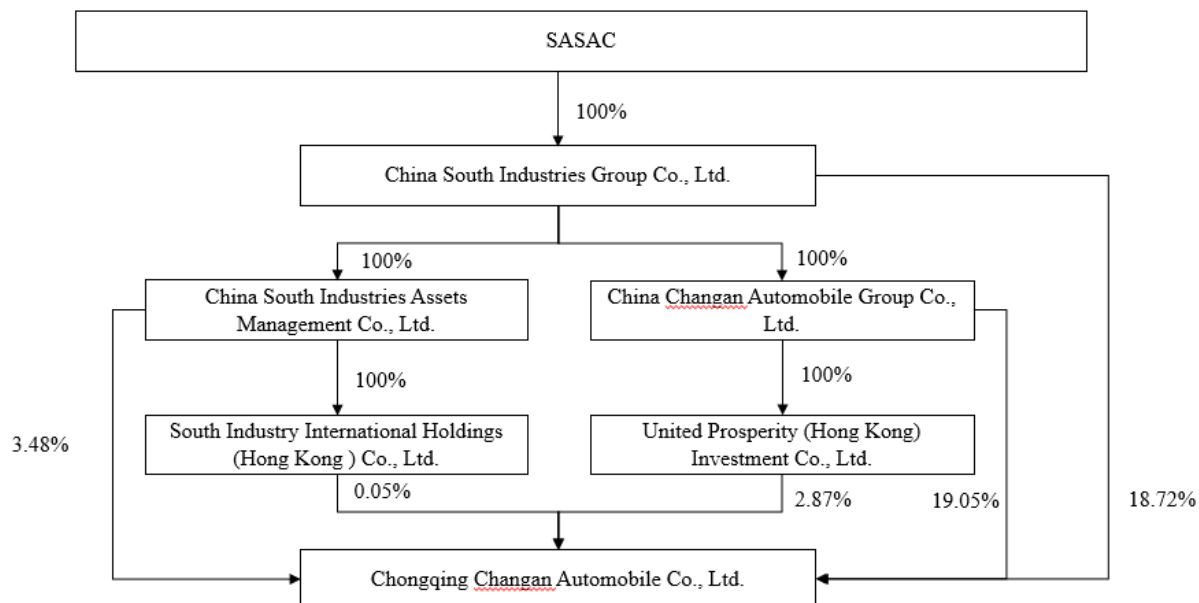 SASAC
100%
China South Industries Group Co., Ltd.
100%
100%
China South Industries Assets
Management Co., Ltd.
China Changan Automobile Group Co.,
Ltd.
100%
100%
3.48%
South Industry International Holdings
(Hong Kong ) Co., Ltd.
United Prosperity (Hong Kong)
Investment Co., Ltd.
0.05%
2.87%
19.05%
18.72%
Chongqing Changan Automobile Co., Ltd.